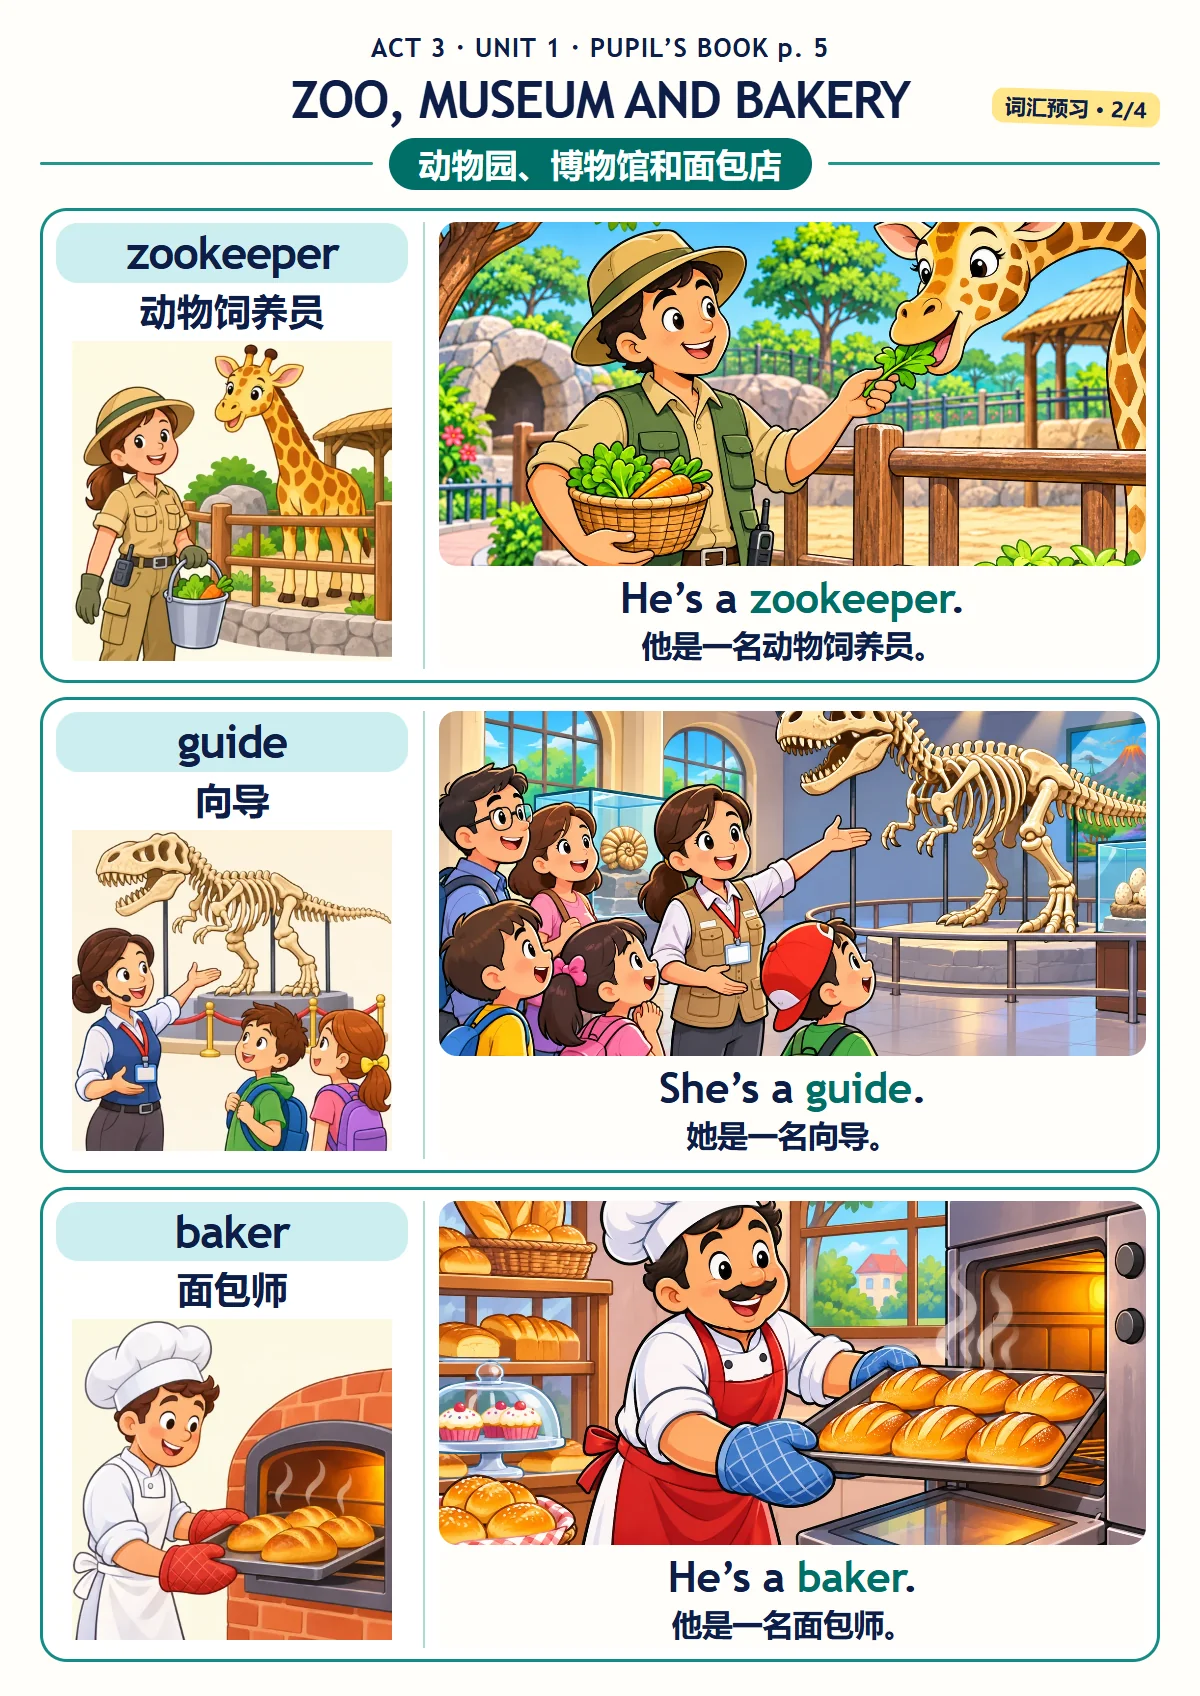 ACT 3 · UNIT 1 · PUPIL’S BOOK p. 5
ZOO, MUSEUM AND BAKERY
词汇预习 • 2/4
动物园、博物馆和面包店
zookeeper
动物饲养员
He’s a zookeeper.
他是一名动物饲养员。
guide
向导
She’s a guide.
她是一名向导。
baker
面包师
He’s a baker.
他是一名面包师。